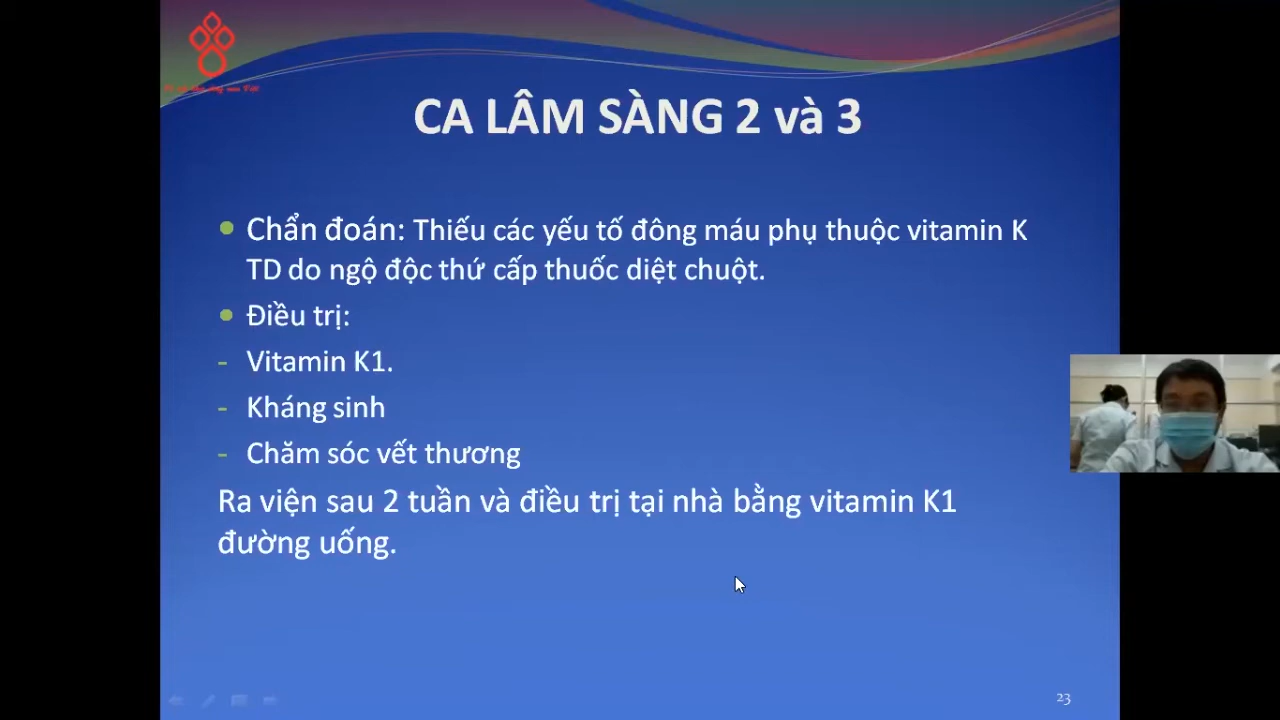 CA LÂM SÀNG 2 và 3
Chẩn đoán: Thiếu các yếu tố đông máu phụ thuộc vitamin K
TD do ngộ độc thứ cấp thuốc diệt chuột.
Điều trị:
- Vitamin K1.
- Kháng sinh
- Chăm sóc vết thương
Ra viện sau 2 tuần và điều trị tại nhà bằng vitamin K1
đường uống.
23